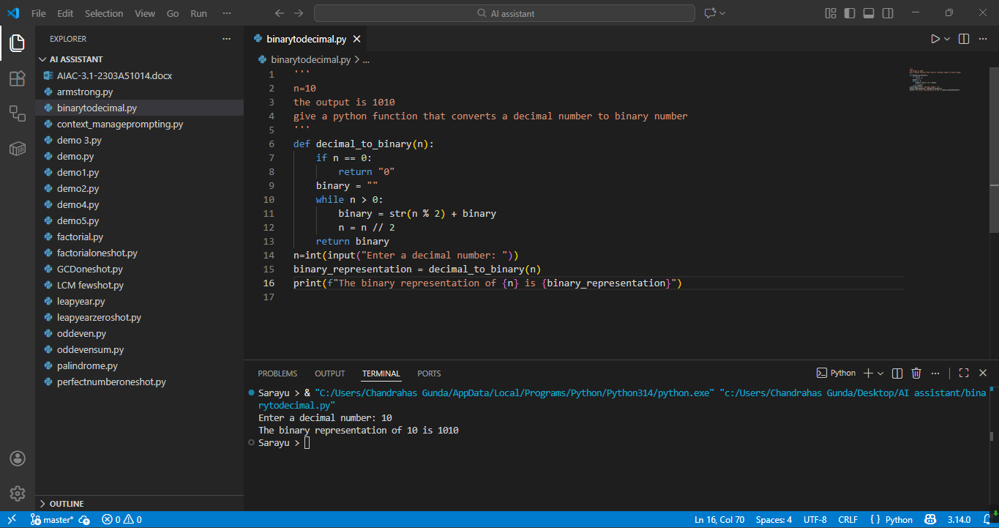 File Edit Selection View Go Run ···
AI assistant
EXPLORER ···
AI ASSISTANT
AIAC-3.1-2303A51014.docx
armstrong.py
binarytodecimal.py
context_manageprompting.py
demo 3.py
demo.py
demo1.py
demo2.py
demo4.py
demo5.py
factorial.py
factorialoneshot.py
GCDoneshot.py
LCM fewshot.py
leapyear.py
leapyearzeroshot.py
oddeven.py
oddevensum.py
palindrome.py
perfectnumberoneshot.py
OUTLINE
binarytodecimal.py
binarytodecimal.py > ...
1 '''
2 n=10
3 the output is 1010
4 give a python function that converts a decimal number to binary number
5 '''
6 def decimal_to_binary(n):
7     if n == 0:
8         return "0"
9     binary = ""
10     while n > 0:
11         binary = str(n % 2) + binary
12         n = n // 2
13     return binary
14 n=int(input("Enter a decimal number: "))
15 binary_representation = decimal_to_binary(n)
16 print(f"The binary representation of {n} is {binary_representation}")
17
PROBLEMS OUTPUT TERMINAL PORTS
Python
Sarayu > & "C:/Users/Chandrahas Gunda/AppData/Local/Programs/Python/Python314/python.exe" "c:/Users/Chandrahas Gunda/Desktop/AI assistant/bina
rytodecimal.py"
Enter a decimal number: 10
The binary representation of 10 is 1010
Sarayu >
master* 0 0 Ln 16, Col 70 Spaces: 4 UTF-8 CRLF { } Python 3.14.0